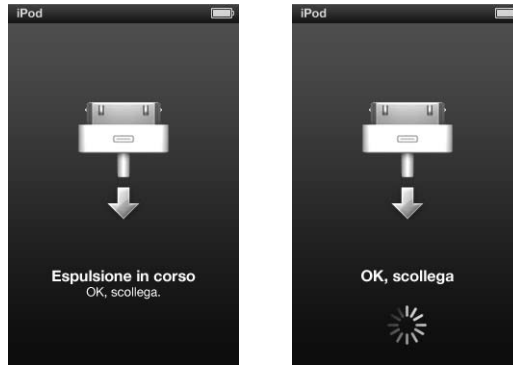 iPod
Espulsione in corso
OK, scollega.
iPod
OK, scollega